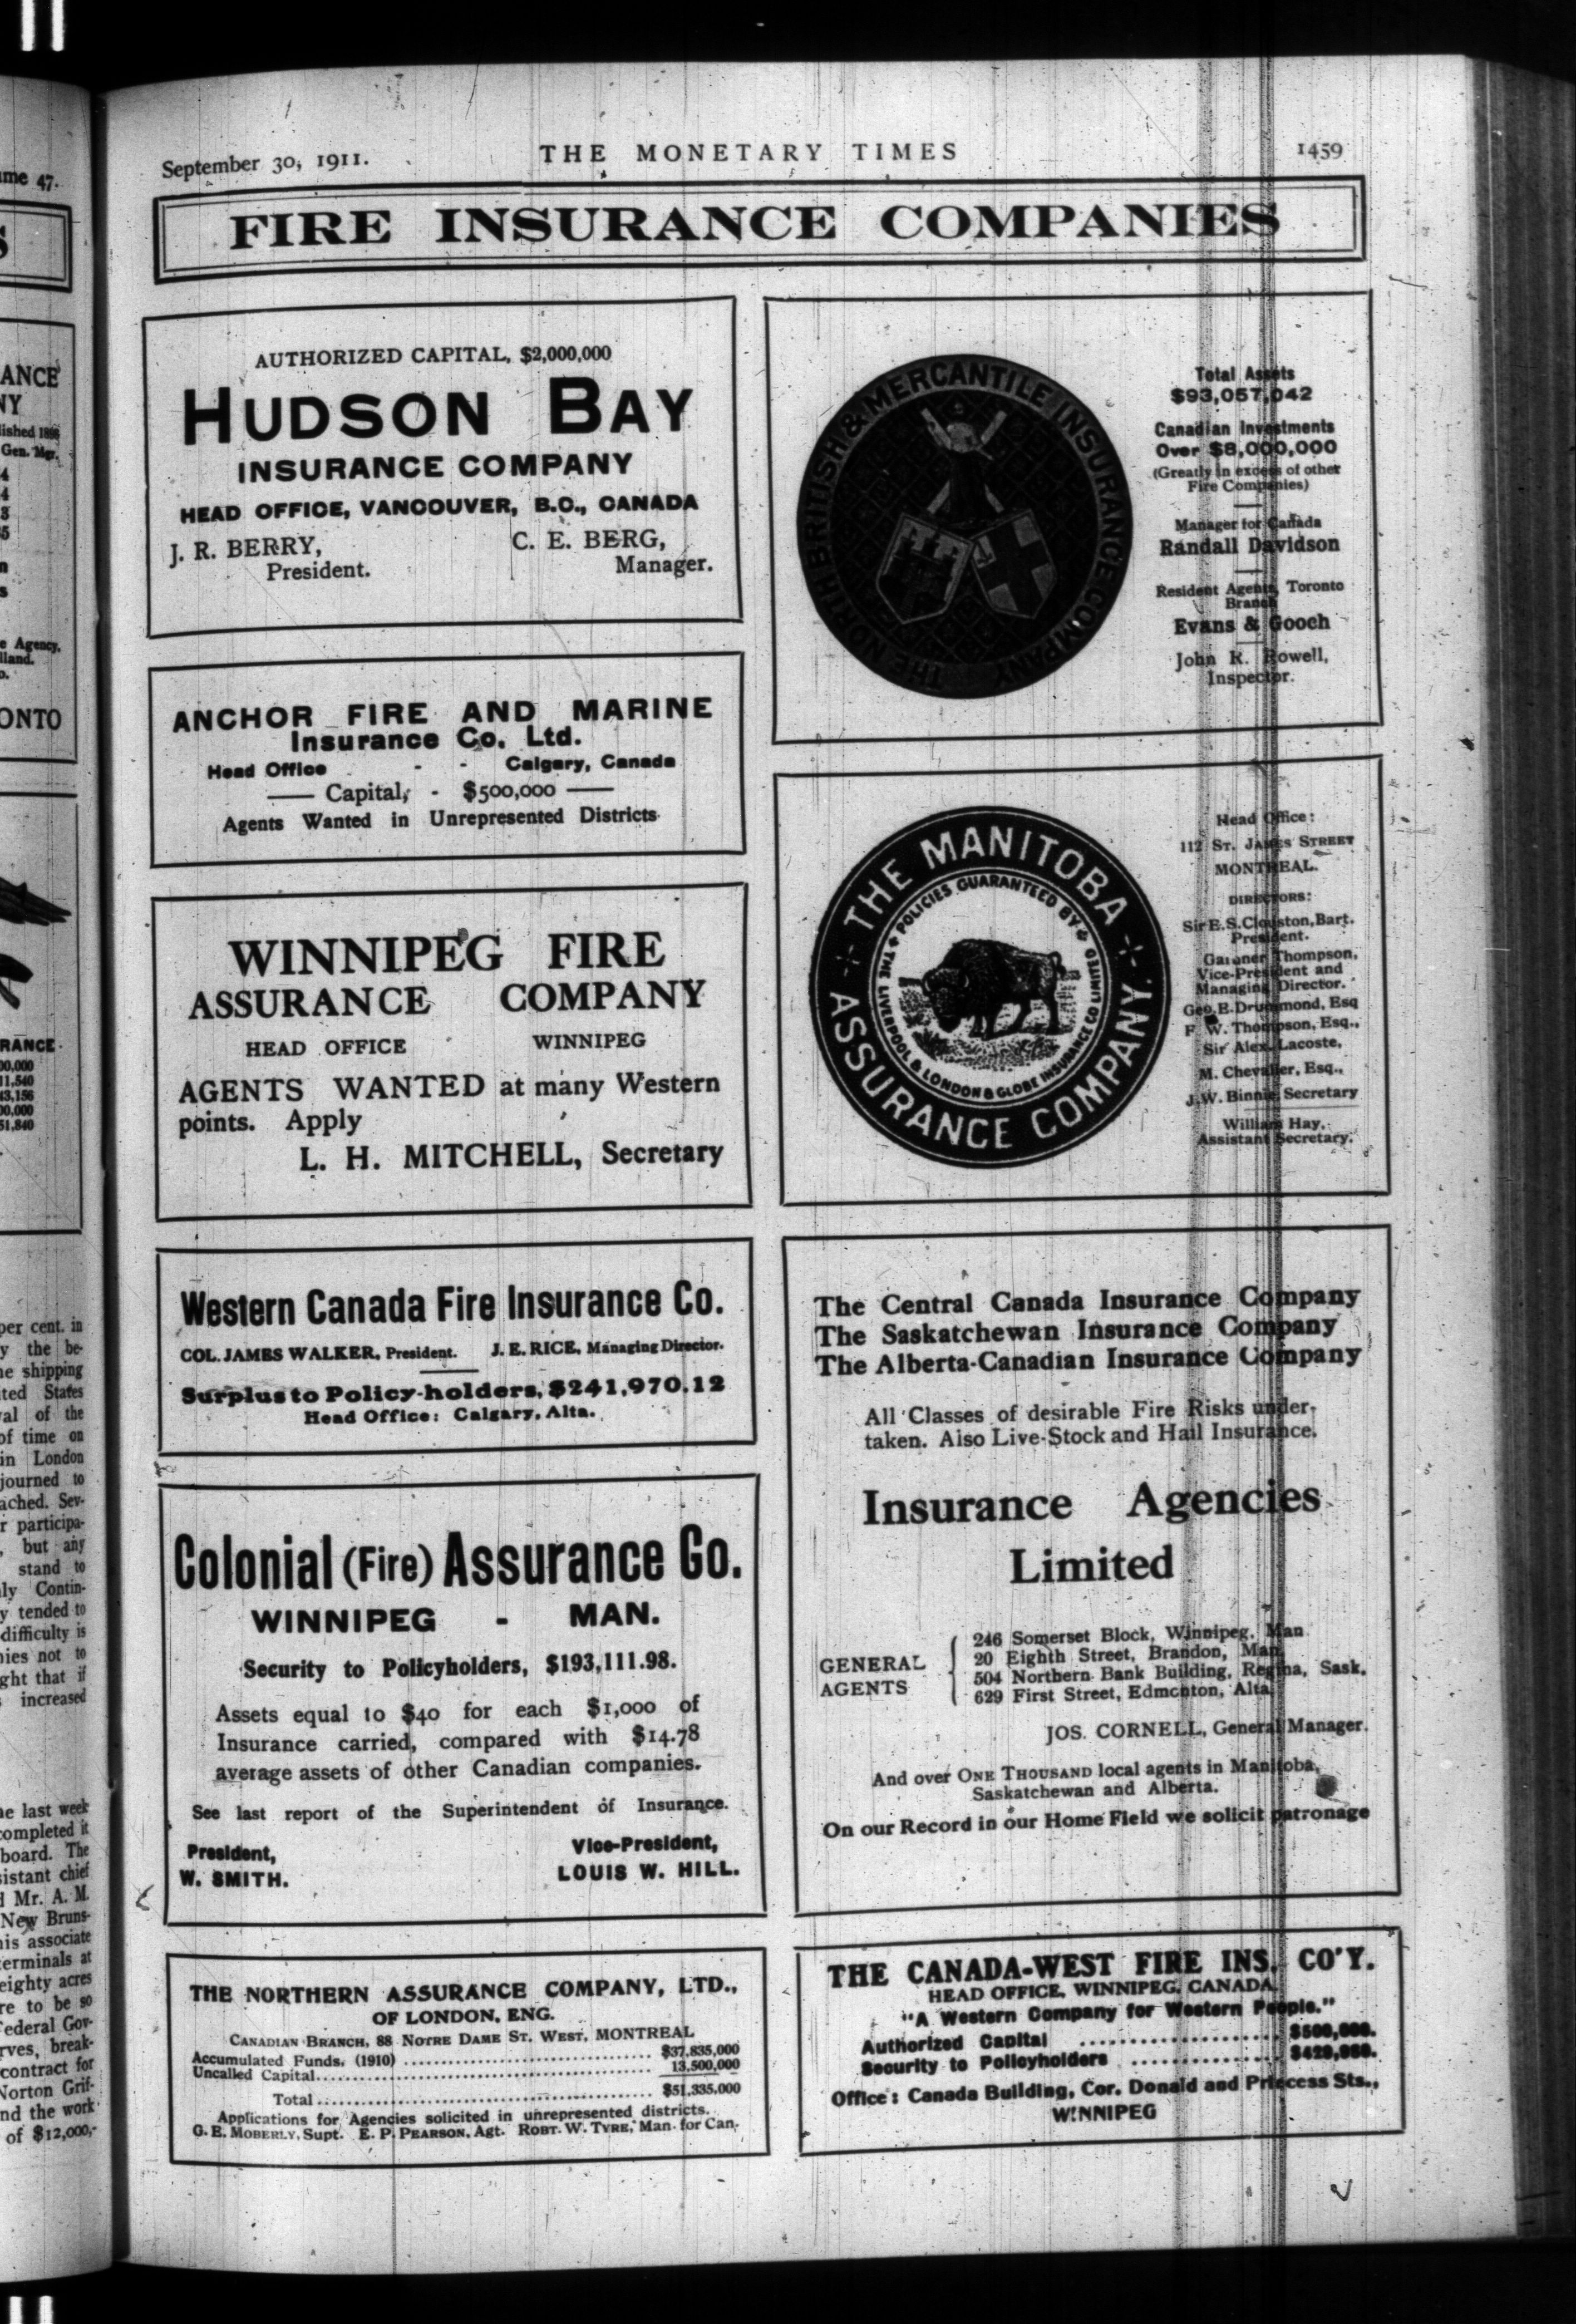 September 30, 1911.
THE MONETARY TIMES
1459
FIRE INSURANCE COMPANIES
AUTHORIZED CAPITAL, $2,000,000
HUDSON BAY
INSURANCE COMPANY
HEAD OFFICE, VANCOUVER, B.C., CANADA
J. R. BERRY,
President.
C. E. BERG,
Manager.
ANCHOR FIRE AND MARINE
Insurance Co. Ltd.
Head Office - - Calgary, Canada
Capital, - $500,000
Agents Wanted in Unrepresented Districts
WINNIPEG FIRE
ASSURANCE COMPANY
HEAD OFFICE WINNIPEG
AGENTS WANTED at many Western
points. Apply
L. H. MITCHELL, Secretary
Western Canada Fire Insurance Co.
COL. JAMES WALKER, President. J. E. RICE, Managing Director.
Surplus to Policy-holders, $241,970.12
Head Office: Calgary, Alta.
Colonial (Fire) Assurance Co.
WINNIPEG - MAN.
Security to Policyholders, $193,111.98.
Assets equal to $40 for each $1,000 of
Insurance carried, compared with $14.78
average assets of other Canadian companies.
See last report of the Superintendent of Insurance.
President,
W. SMITH.
Vice-President,
LOUIS W. HILL.
THE NORTHERN ASSURANCE COMPANY, LTD.,
OF LONDON, ENG.
CANADIAN BRANCH, 88 NOTRE DAME ST. WEST, MONTREAL
Accumulated Funds, (1910) $37,835,000
Uncalled Capital 13,500,000
Total $51,335,000
Applications for Agencies solicited in unrepresented districts.
G. E. MOBERLY, Supt. E. P. PEARSON, Agt. ROBT. W. TYRE, Man. for Can.
THE NORTH BRITISH & MERCANTILE INSURANCE COMPANY
Total Assets
$93,057,042
Canadian Investments
Over $8,000,000
(Greatly in excess of other
Fire Companies)
Manager for Canada
Randall Davidson
Resident Agents, Toronto
Branch
Evans & Gooch
John R. Rowell,
Inspector.
THE MANITOBA ASSURANCE COMPANY.
POLICIES GUARANTEED BY THE LIVERPOOL & LONDON & GLOBE INSURANCE CO LIMITED
Head Office:
112 ST. JAMES STREET
MONTREAL.
DIRECTORS:
Sir E. S. Clouston, Bart.
President.
Gardner Thompson,
Vice-President and
Managing Director.
Geo. E. Drummond, Esq
F. W. Thompson, Esq.,
Sir Alex. Lacoste,
M. Chevalier, Esq.,
J. W. Binnie, Secretary
William Hay,
Assistant Secretary.
The Central Canada Insurance Company
The Saskatchewan Insurance Company
The Alberta-Canadian Insurance Company
All Classes of desirable Fire Risks under-
taken. Also Live-Stock and Hail Insurance.
Insurance Agencies
Limited
GENERAL
AGENTS
246 Somerset Block, Winnipeg, Man
20 Eighth Street, Brandon, Man
504 Northern Bank Building, Regina, Sask.
629 First Street, Edmonton, Alta
JOS. CORNELL, General Manager.
And over ONE THOUSAND local agents in Manitoba,
Saskatchewan and Alberta.
On our Record in our Home Field we solicit patronage
THE CANADA-WEST FIRE INS. CO'Y.
HEAD OFFICE, WINNIPEG, CANADA
"A Western Company for Western People."
Authorized Capital $500,000.
Security to Policyholders
Office: Canada Building, Cor. Donald and Princess Sts.,
WINNIPEG